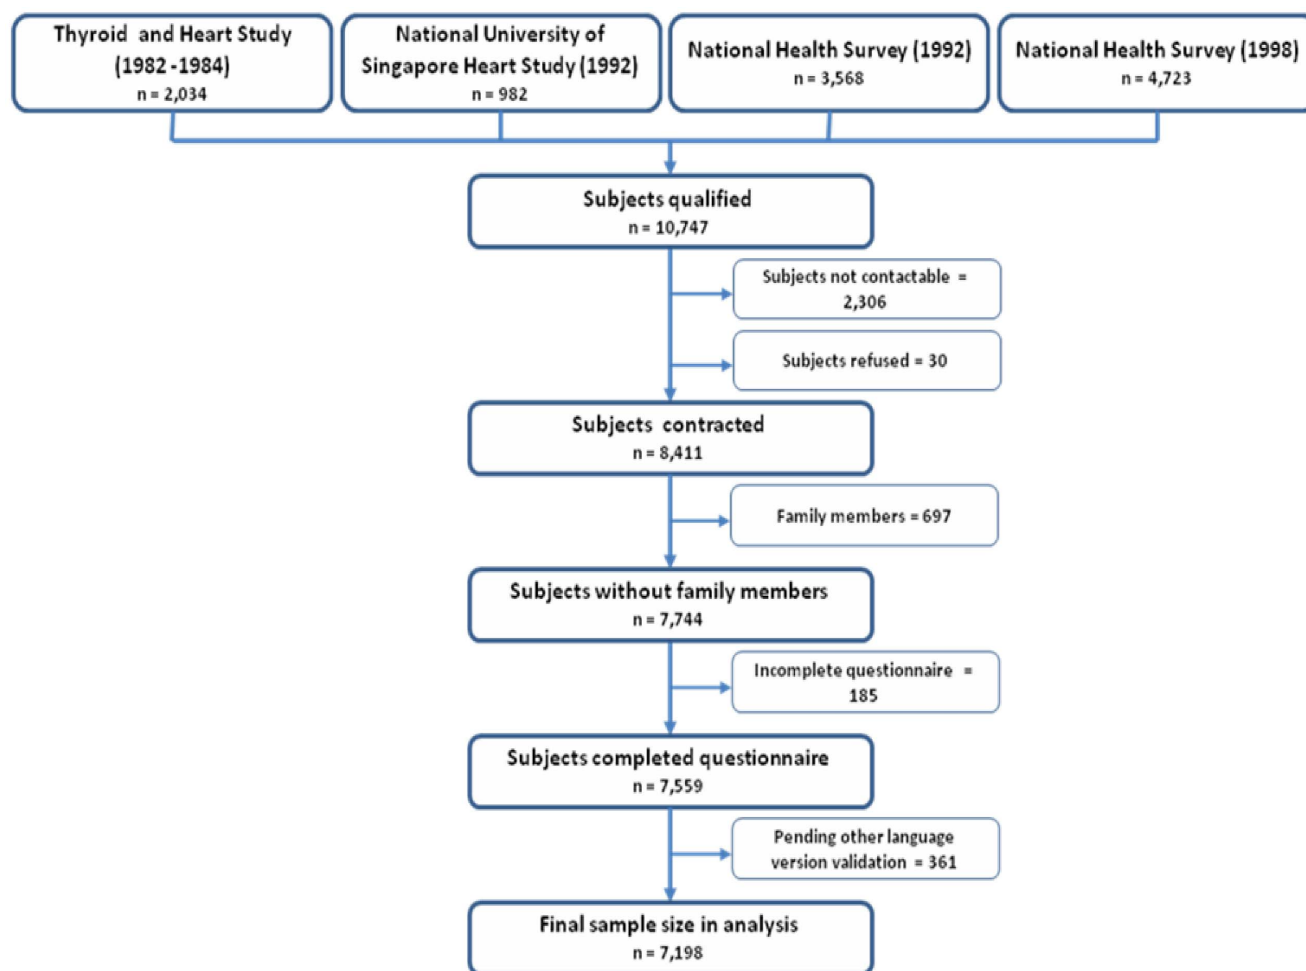 Thyroid and Heart Study
(1982 -1984)
n = 2,034
National University of
Singapore Heart Study (1992)
n = 982
National Health Survey (1992)
n = 3,568
National Health Survey (1998)
n = 4,723
Subjects qualified
n = 10,747
Subjects not contactable =
2,306
Subjects refused = 30
Subjects contracted
n = 8,411
Family members = 697
Subjects without family members
n = 7,744
Incomplete questionnaire =
185
Subjects completed questionnaire
n = 7,559
Pending other language
version validation = 361
Final sample size in analysis
n = 7,198